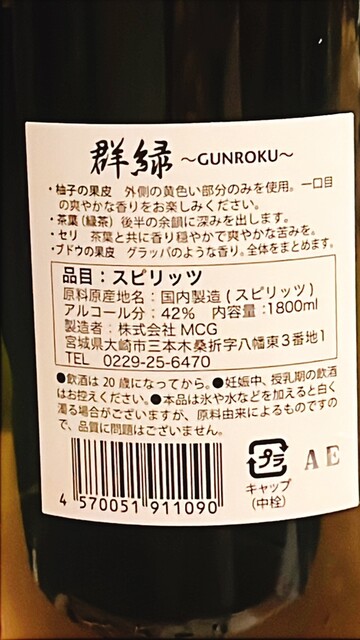 群緑 ～GUNROKU～
・柚子の果皮 外側の黄色い部分のみを使用。一口目
の爽やかな香りをお楽しみください。
・茶葉(緑茶) 後半の余韻に深みを出します。
・セリ 茶葉と共に香り穏やかで爽やかな苦みを。
・ブドウの果皮 グラッパのような香り。全体をまとめます。
品目：スピリッツ
原料原産地名：国内製造(スピリッツ)
アルコール分：42% 内容量：1800ml
製造者：株式会社 MCG
宮城県大崎市三本木桑折字八幡東3番地1
TEL 0229-25-6470
●飲酒は20歳になってから。●妊娠中、授乳期の飲酒
はお控えください。●本品は氷や水などを加えると白く
濁る場合がございますが、原料由来によるものですの
で、品質に問題はございません。
4 570051 911090
プラ
キャップ
(中栓)
AE